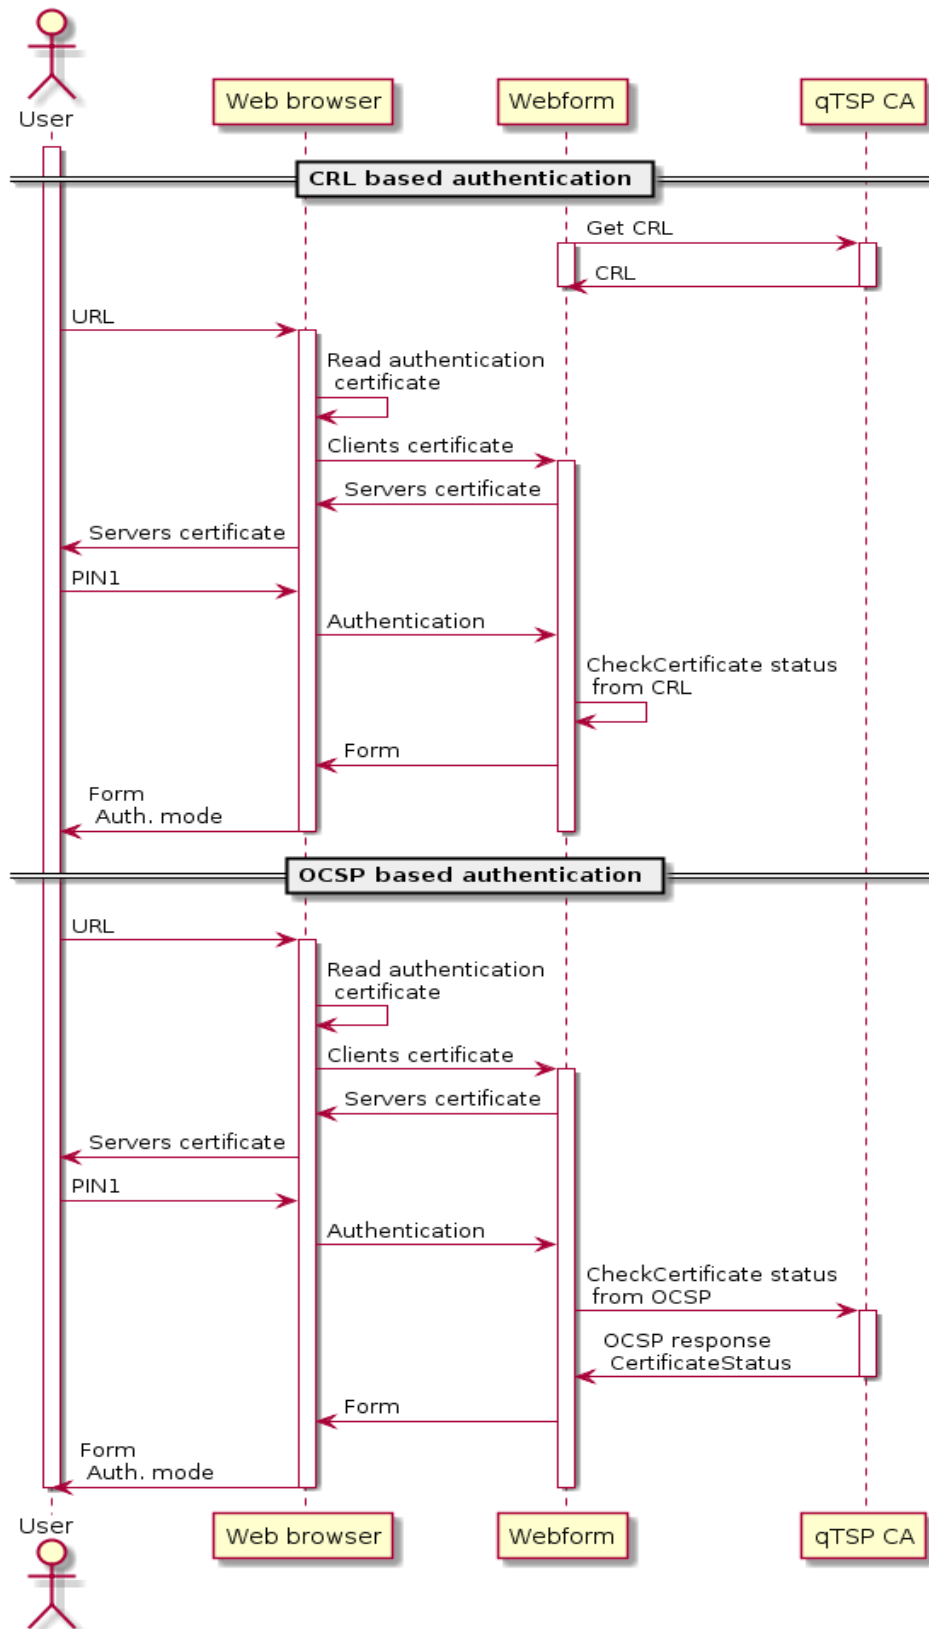 User
Web browser
Webform
qTSP CA
CRL based authentication
Get CRL
CRL
URL
Read authentication
certificate
Clients certificate
Servers certificate
Servers certificate
PIN1
Authentication
CheckCertificate status
from CRL
Form
Form
Auth. mode
OCSP based authentication
URL
Read authentication
certificate
Clients certificate
Servers certificate
Servers certificate
PIN1
Authentication
CheckCertificate status
from OCSP
OCSP response
CertificateStatus
Form
Form
Auth. mode
User
Web browser
Webform
qTSP CA